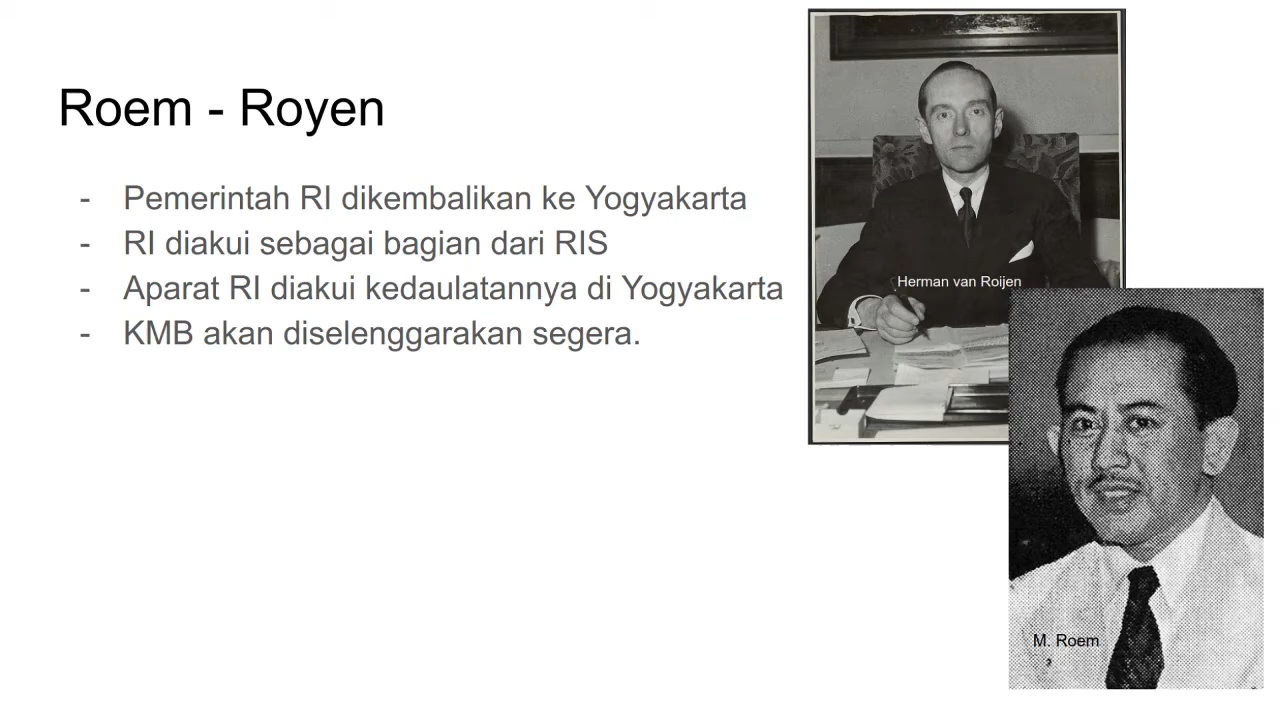 Roem - Royen
- Pemerintah RI dikembalikan ke Yogyakarta
- RI diakui sebagai bagian dari RIS
- Aparat RI diakui kedaulatannya di Yogyakarta
- KMB akan diselenggarakan segera.
Herman van Roijen
M. Roem